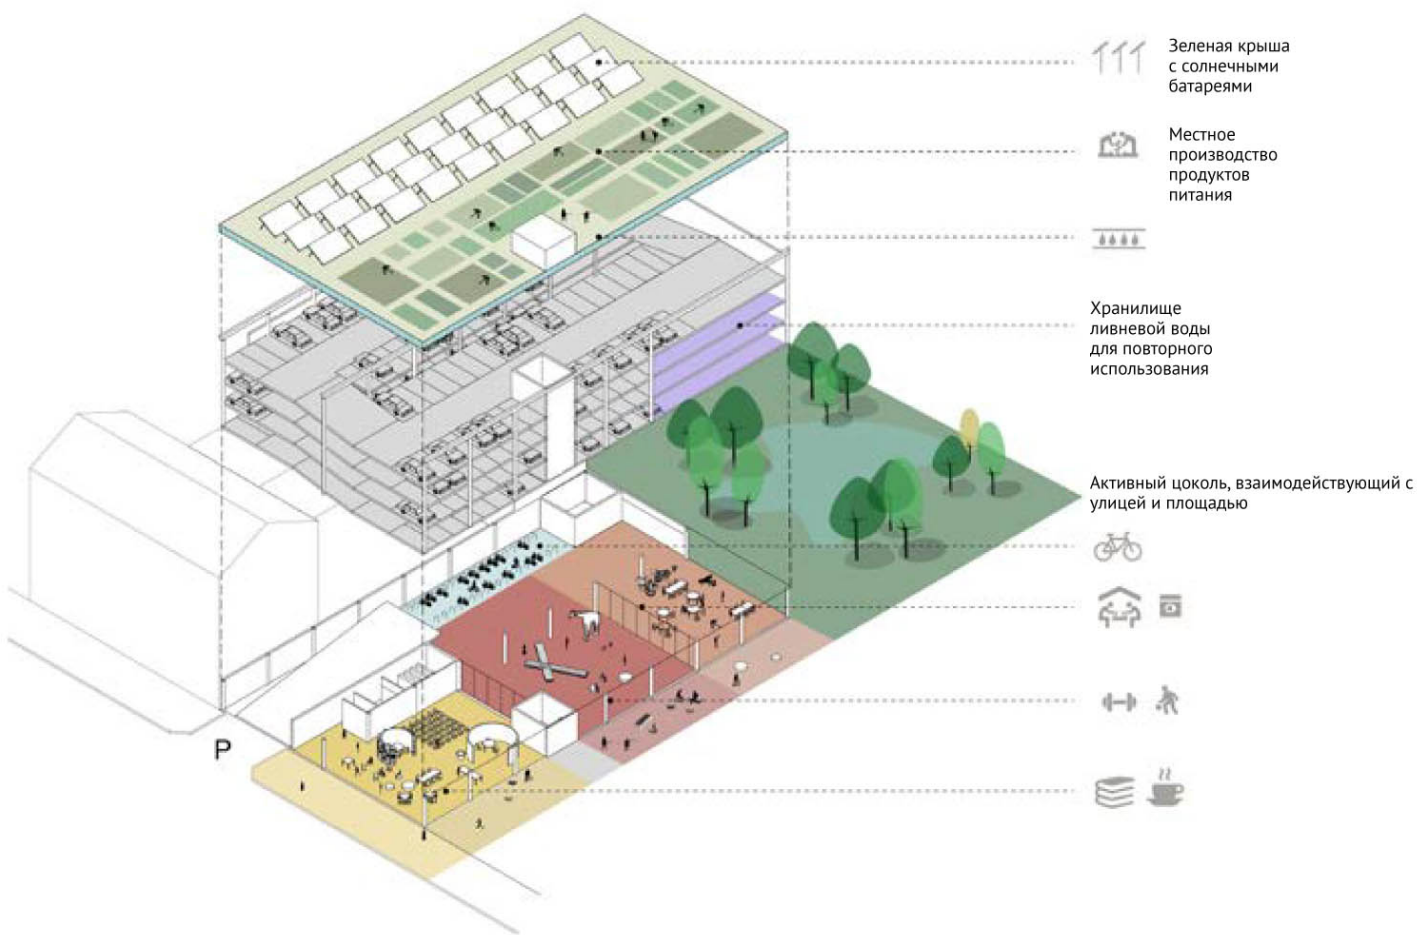 Зеленая крыша
с солнечными
батареями
Местное
производство
продуктов
питания
Хранилище
ливневой воды
для повторного
использования
Активный цоколь, взаимодействующий с
улицей и площадью
P